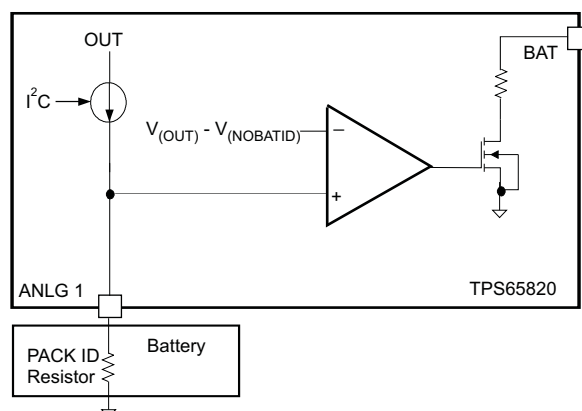 OUT
BAT
I²C
V(OUT) - V(NOBATID)
−
+
ANLG 1
TPS65820
PACK ID
Resistor
Battery